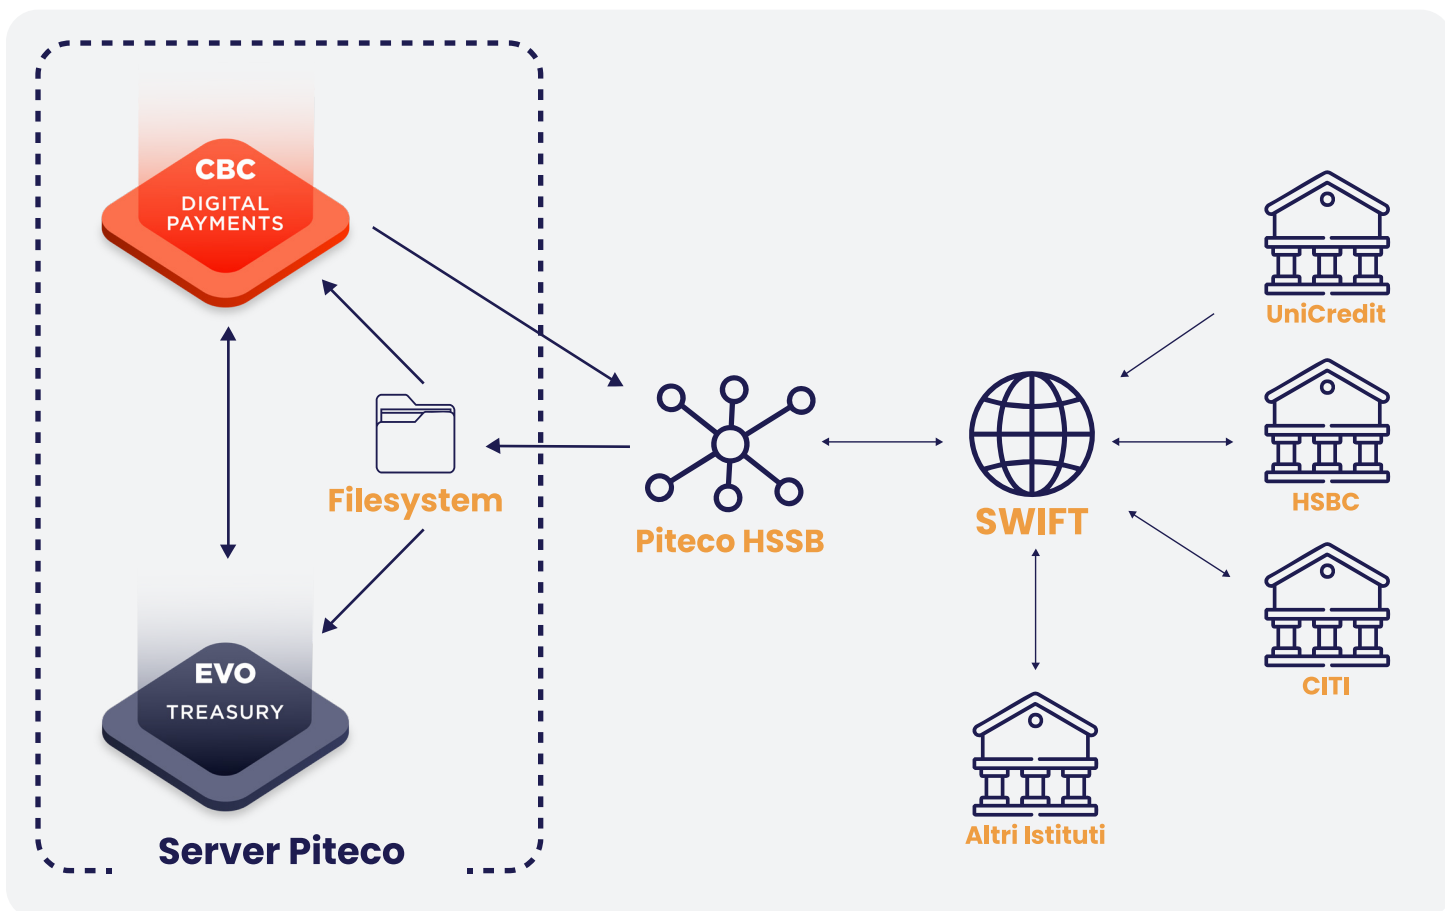 CBC
DIGITAL
PAYMENTS
Filesystem
EVO
TREASURY
Server Piteco
Piteco HSSB
SWIFT
UniCredit
HSBC
CITI
Altri Istituti